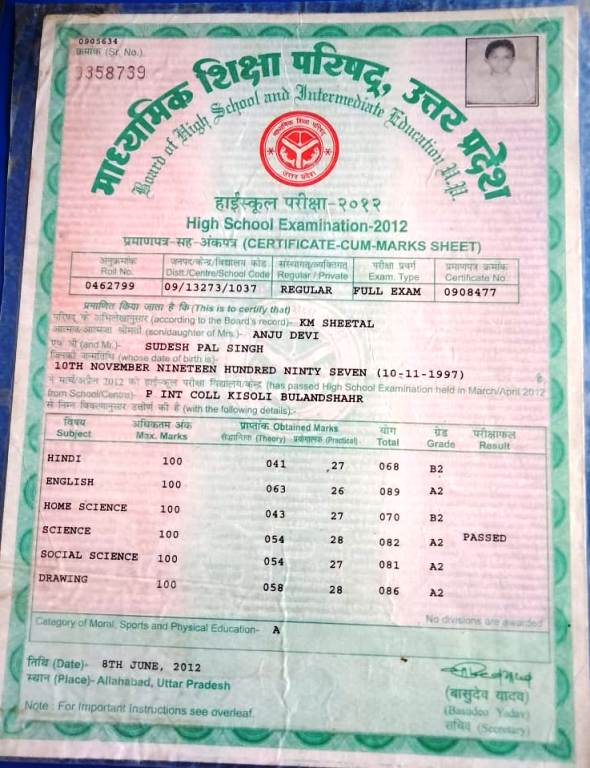 0905634
क्रमांक (Sr. No.)
3358739
माध्यमिक शिक्षा परिषद्, उत्तर प्रदेश
Board of High School and Intermediate Education U.P.
माध्यमिक शिक्षा परिषद्
उत्तर प्रदेश
हाईस्कूल परीक्षा-२०१२
High School Examination-2012
प्रमाणपत्र-सह-अंकपत्र (CERTIFICATE-CUM-MARKS SHEET)
अनुक्रमांक जनपद/केन्द्र/विद्यालय कोड संस्थागत/व्यक्तिगत परीक्षा प्रवर्ग प्रमाणपत्र क्रमांक
Roll No. Distt./Centre/School Code Regular / Private Exam. Type Certificate No.
0462799 09/13273/1037 REGULAR FULL EXAM 0908477
प्रमाणित किया जाता है कि (This is to certify that)
परिषद् के अभिलेखानुसार (according to the Board's record)- KM SHEETAL
आत्मज/आत्मजा श्रीमती (son/daughter of Mrs.)- ANJU DEVI
एवं श्री (and Mr.)- SUDESH PAL SINGH
जिनकी जन्मतिथि (whose date of birth is)-
10TH NOVEMBER NINETEEN HUNDRED NINTY SEVEN (10-11-1997) है
ने मार्च/अप्रैल 2012 की हाईस्कूल परीक्षा विद्यालय/केन्द्र (has passed High School Examination held in March/April 2012
from School/Centre)- P INT COLL KISOLI BULANDSHAHR
से निम्न विवरणानुसार उत्तीर्ण की है (with the following details):-
विषय अधिकतम अंक प्राप्तांक Obtained Marks योग ग्रेड परीक्षाफल
Subject Max. Marks सैद्धान्तिक (Theory) प्रयोगात्मक (Practical) Total Grade Result
HINDI 100 041 27 068 B2
ENGLISH 100 063 26 089 A2
HOME SCIENCE 100 043 27 070 B2
SCIENCE 100 054 28 082 A2 PASSED
SOCIAL SCIENCE 100 054 27 081 A2
DRAWING 100 058 28 086 A2
No divisions are awarded
Category of Moral, Sports and Physical Education- A
तिथि (Date)- 8TH JUNE, 2012
स्थान (Place)- Allahabad, Uttar Pradesh
(बासुदेव यादव)
(Basudeo Yadav)
सचिव (Secretary)
Note : For Important Instructions see overleaf.